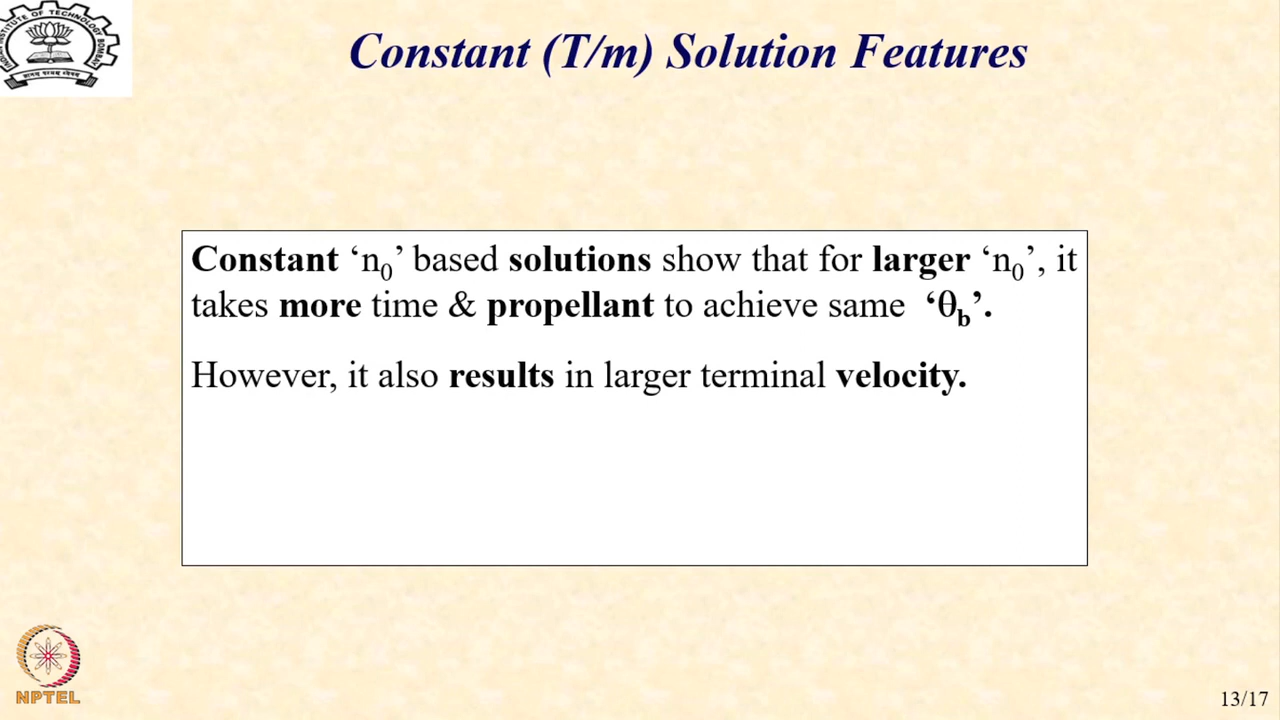 Constant (T/m) Solution Features
Constant ‘n₀’ based solutions show that for larger ‘n₀’, it
takes more time & propellant to achieve same ‘θb’.
However, it also results in larger terminal velocity.
NPTEL
13/17